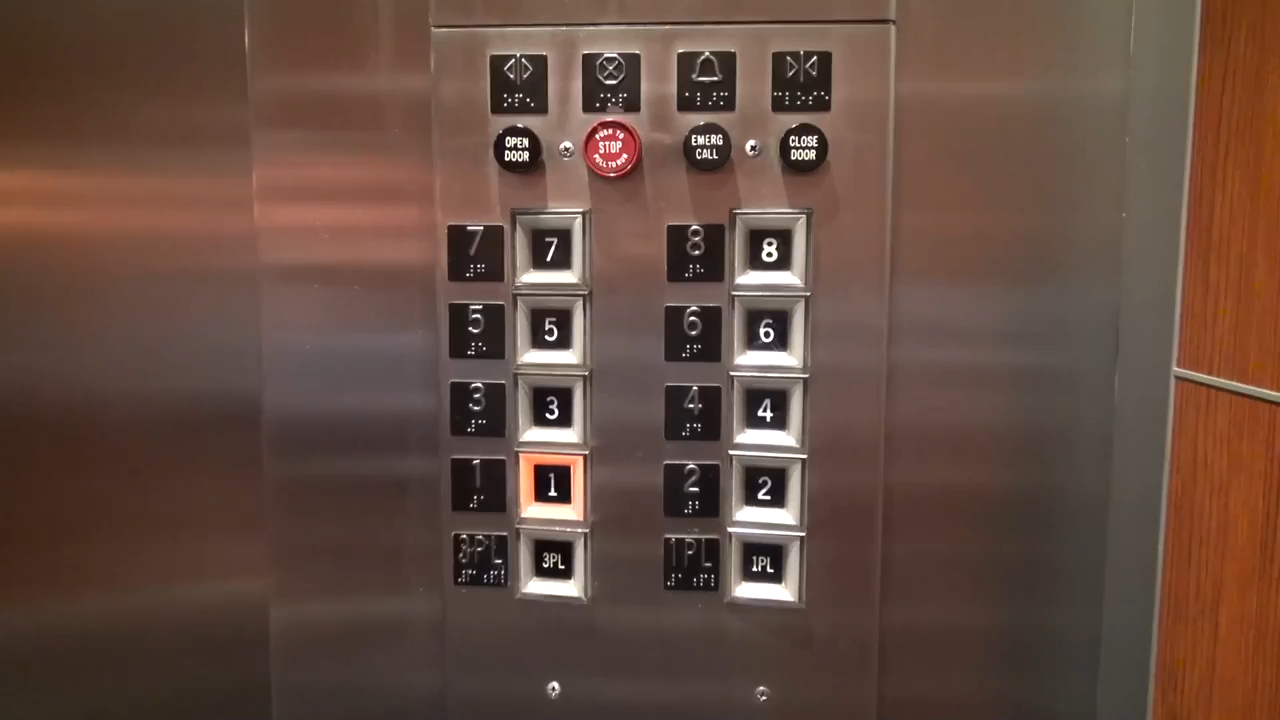 OPEN
DOOR
PUSH TO
STOP
PULL TO RUN
EMERG
CALL
CLOSE
DOOR
7 7 8 8
5 5 6 6
3 3 4 4
1 1 2 2
3PL 3PL 1PL 1PL